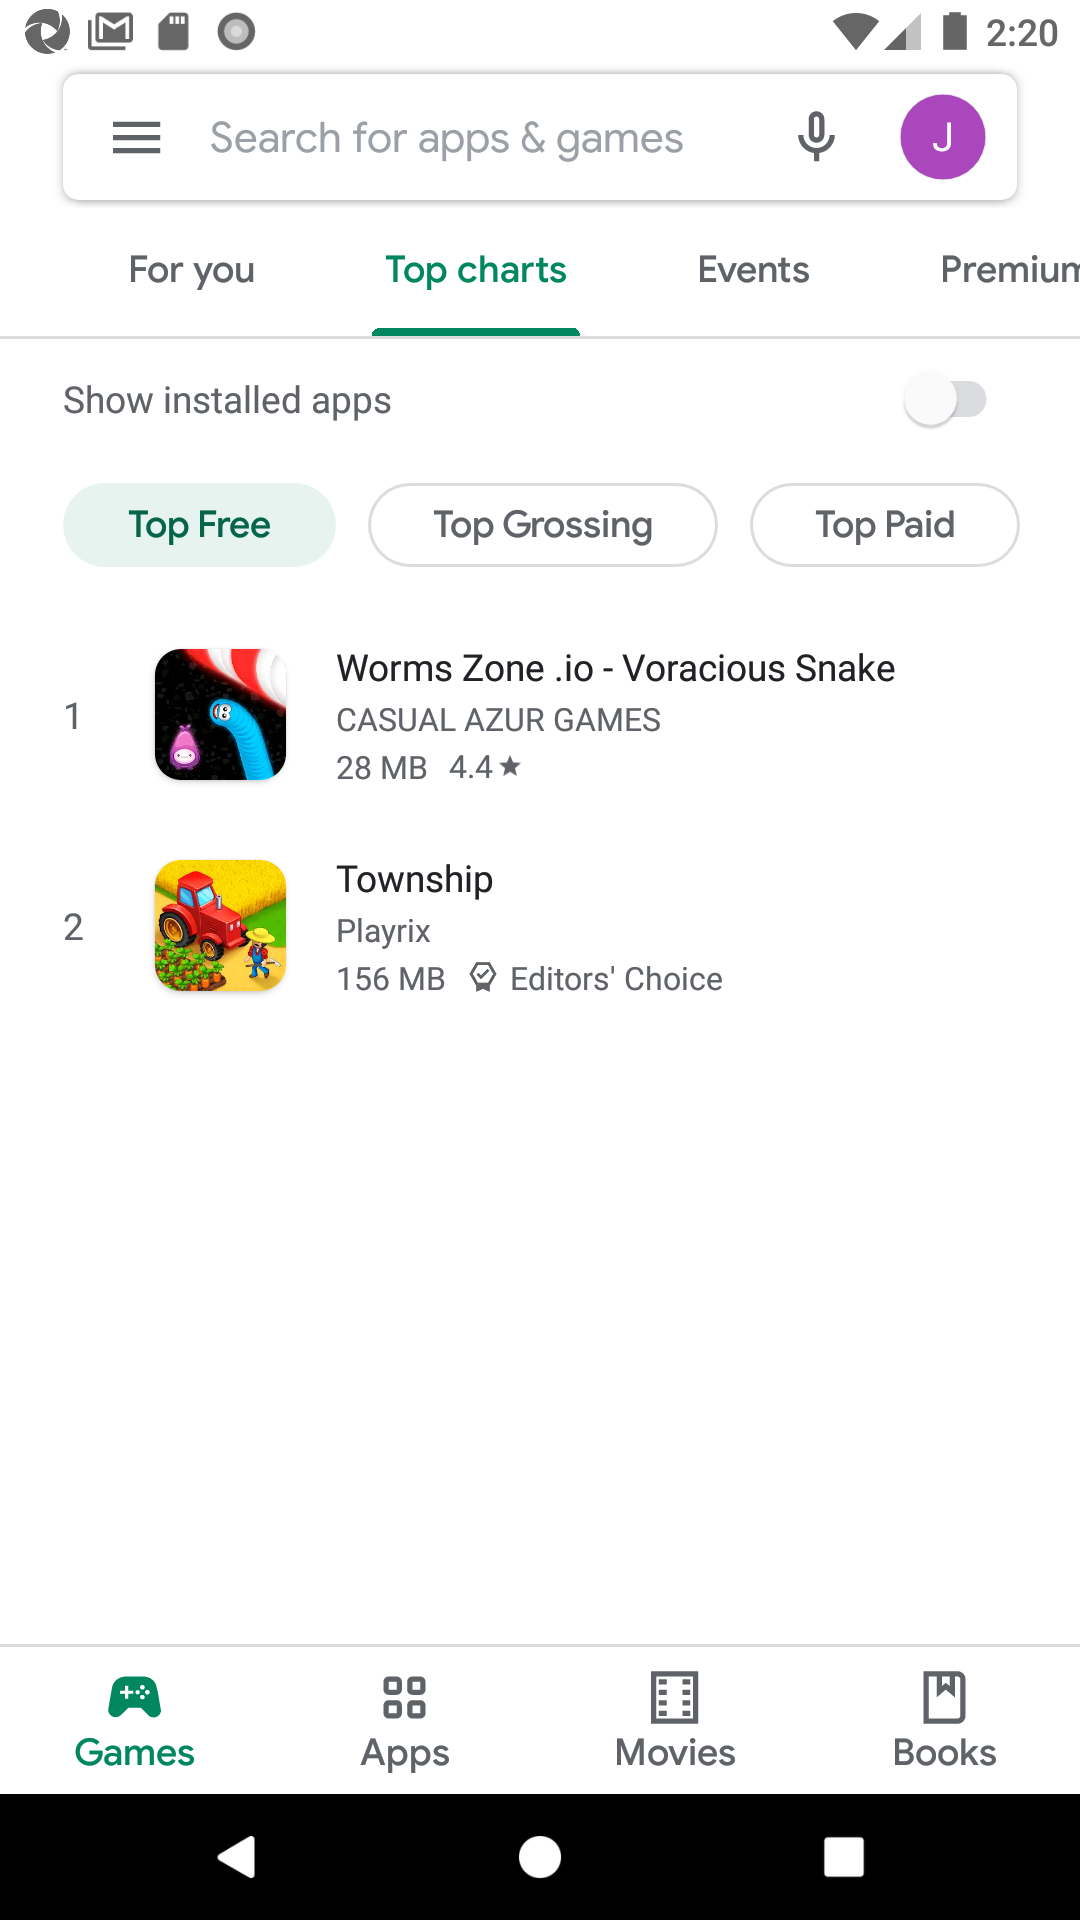 2:20
Search for apps & games
J
For you Top charts Events Premium
Show installed apps
Top Free Top Grossing Top Paid
1
Worms Zone .io - Voracious Snake
CASUAL AZUR GAMES
28 MB 4.4★
2
Township
Playrix
156 MB Editors' Choice
Games Apps Movies Books